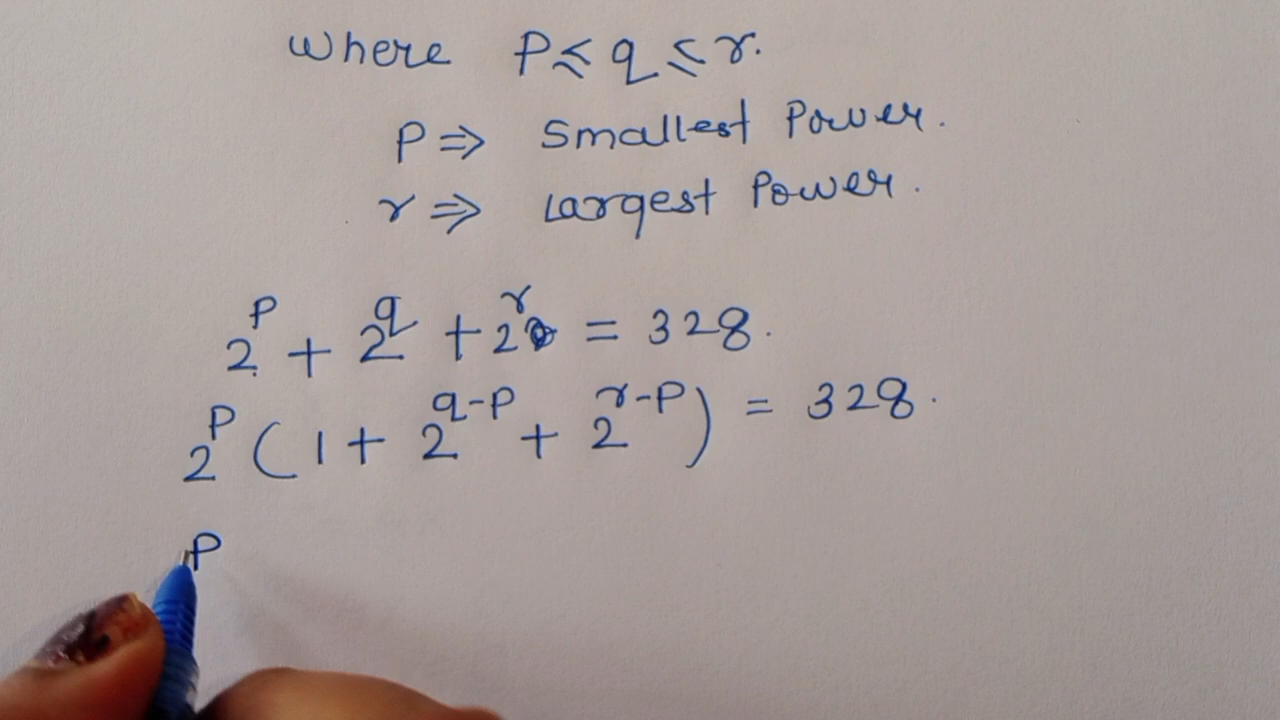 where P ≤ q ≤ r.
P ⇒ Smallest Power.
r ⇒ Largest Power.
2^P + 2^q + 2^r = 328.
2^P (1 + 2^q-P + 2^r-P) = 328.
P